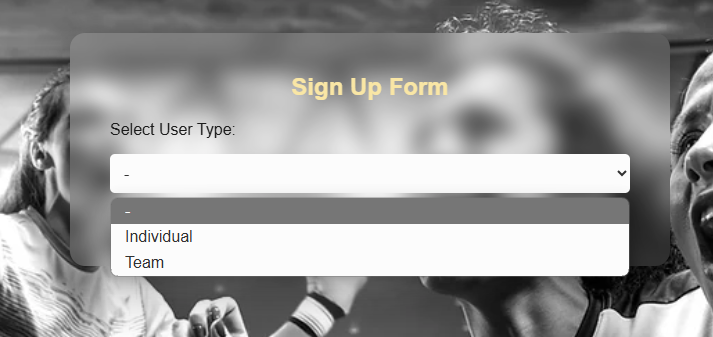 Sign Up Form
Select User Type:
-
-
Individual
Team